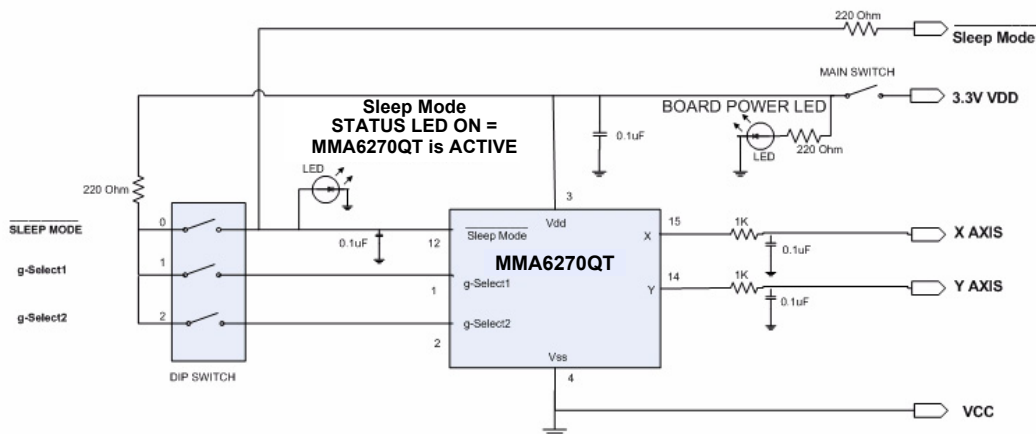 220 Ohm
Sleep Mode
MAIN SWITCH
3.3V VDD
Sleep Mode
STATUS LED ON =
MMA6270QT is ACTIVE
BOARD POWER LED
0.1uF
LED
220 Ohm
LED
220 Ohm
3
SLEEP MODE
0
Vdd
15
1K
X AXIS
0.1uF
12
Sleep Mode
X
0.1uF
MMA6270QT
g-Select1
1
1
g-Select1
14
1K
Y
Y AXIS
0.1uF
g-Select2
2
g-Select2
2
Vss
DIP SWITCH
4
VCC